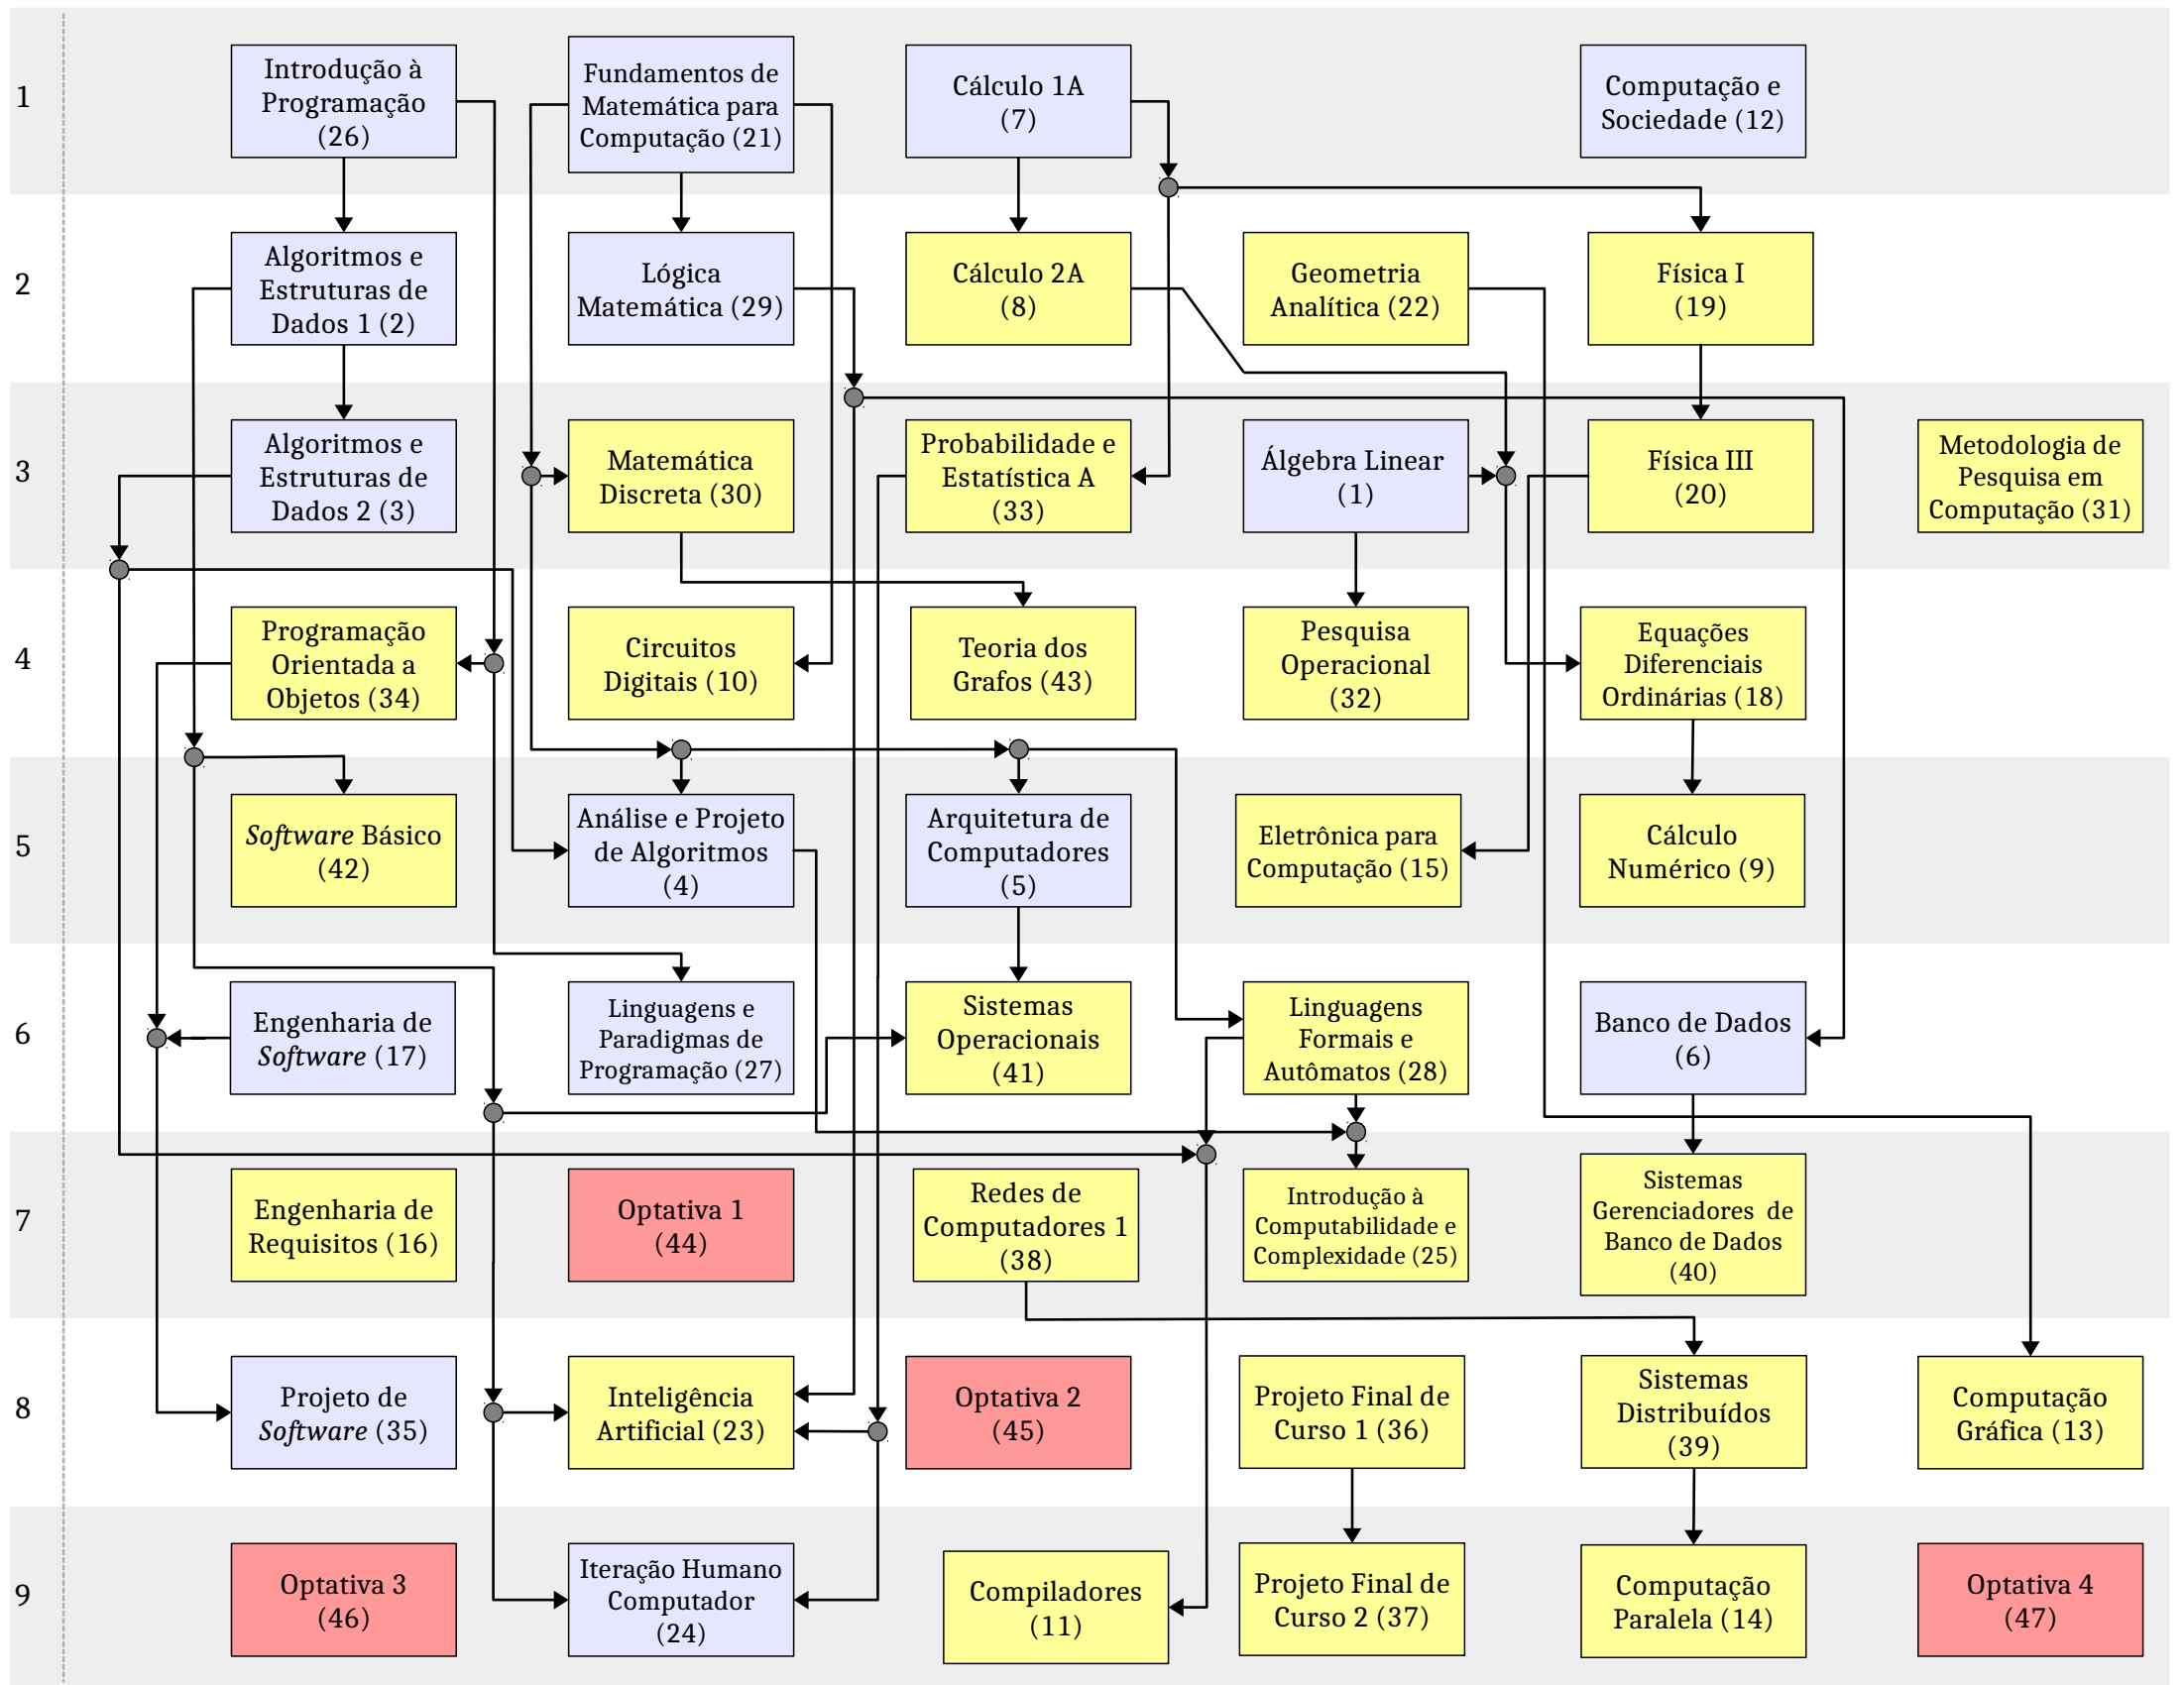 1
Introdução à
Programação
(26)
Fundamentos de
Matemática para
Computação (21)
Cálculo 1A
(7)
Computação e
Sociedade (12)
2
Algoritmos e
Estruturas de
Dados 1 (2)
Lógica
Matemática (29)
Cálculo 2A
(8)
Geometria
Analítica (22)
Física I
(19)
3
Algoritmos e
Estruturas de
Dados 2 (3)
Matemática
Discreta (30)
Probabilidade e
Estatística A
(33)
Álgebra Linear
(1)
Física III
(20)
Metodologia de
Pesquisa em
Computação (31)
4
Programação
Orientada a
Objetos (34)
Circuitos
Digitais (10)
Teoria dos
Grafos (43)
Pesquisa
Operacional
(32)
Equações
Diferenciais
Ordinárias (18)
5
Software Básico
(42)
Análise e Projeto
de Algoritmos
(4)
Arquitetura de
Computadores
(5)
Eletrônica para
Computação (15)
Cálculo
Numérico (9)
6
Engenharia de
Software (17)
Linguagens e
Paradigmas de
Programação (27)
Sistemas
Operacionais
(41)
Linguagens
Formais e
Autômatos (28)
Banco de Dados
(6)
7
Engenharia de
Requisitos (16)
Optativa 1
(44)
Redes de
Computadores 1
(38)
Introdução à
Computabilidade e
Complexidade (25)
Sistemas
Gerenciadores de
Banco de Dados
(40)
8
Projeto de
Software (35)
Inteligência
Artificial (23)
Optativa 2
(45)
Projeto Final de
Curso 1 (36)
Sistemas
Distribuídos
(39)
Computação
Gráfica (13)
9
Optativa 3
(46)
Iteração Humano
Computador
(24)
Compiladores
(11)
Projeto Final de
Curso 2 (37)
Computação
Paralela (14)
Optativa 4
(47)